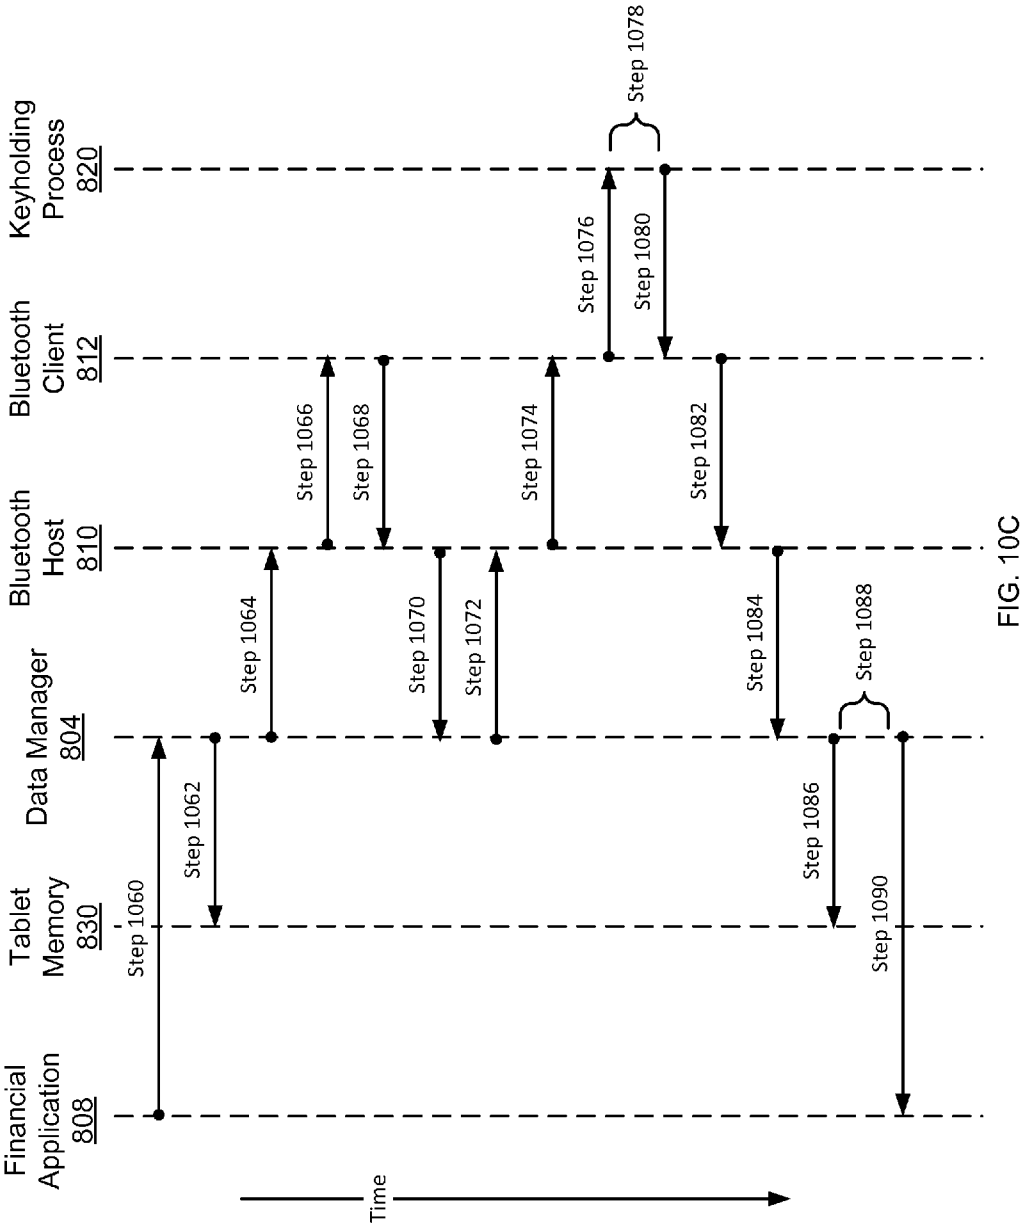 Financial
Application
808
Tablet
Memory
830
Data Manager
804
Bluetooth
Host
810
Bluetooth
Client
812
Keyholding
Process
820
Time
Step 1060
Step 1062
Step 1064
Step 1066
Step 1068
Step 1070
Step 1072
Step 1074
Step 1076
Step 1078
Step 1080
Step 1082
Step 1084
Step 1086
Step 1088
Step 1090
FIG. 10C